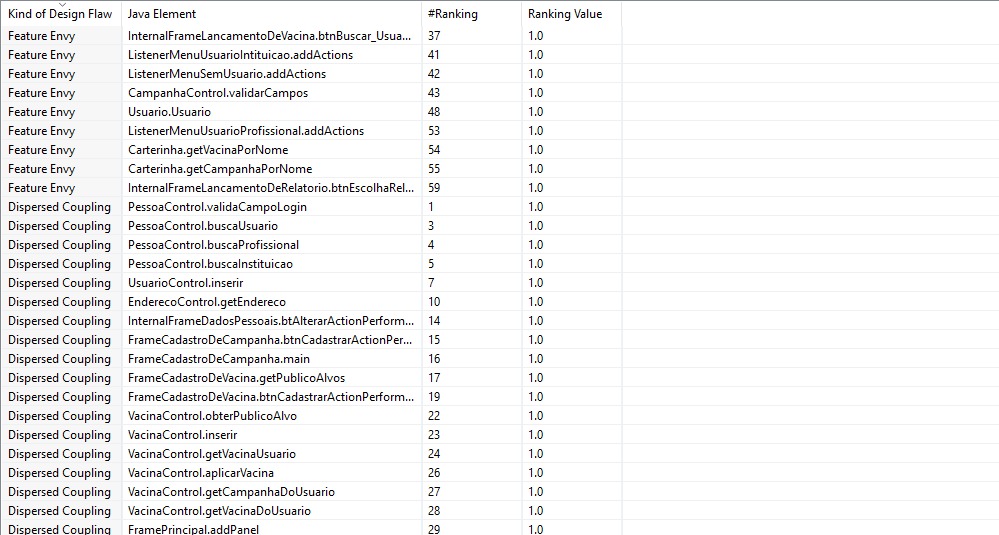 Kind of Design Flaw Java Element #Ranking Ranking Value
Feature Envy InternalFrameLancamentoDeVacina.btnBuscar_Usua... 37 1.0
Feature Envy ListenerMenuUsuarioIntituicao.addActions 41 1.0
Feature Envy ListenerMenuSemUsuario.addActions 42 1.0
Feature Envy CampanhaControl.validarCampos 43 1.0
Feature Envy Usuario.Usuario 48 1.0
Feature Envy ListenerMenuUsuarioProfissional.addActions 53 1.0
Feature Envy Carterinha.getVacinaPorNome 54 1.0
Feature Envy Carterinha.getCampanhaPorNome 55 1.0
Feature Envy InternalFrameLancamentoDeRelatorio.btnEscolhaRel... 59 1.0
Dispersed Coupling PessoaControl.validaCampoLogin 1 1.0
Dispersed Coupling PessoaControl.buscaUsuario 3 1.0
Dispersed Coupling PessoaControl.buscaProfissional 4 1.0
Dispersed Coupling PessoaControl.buscaInstituicao 5 1.0
Dispersed Coupling UsuarioControl.inserir 7 1.0
Dispersed Coupling EnderecoControl.getEndereco 10 1.0
Dispersed Coupling InternalFrameDadosPessoais.btAlterarActionPerform... 14 1.0
Dispersed Coupling FrameCadastroDeCampanha.btnCadastrarActionPer... 15 1.0
Dispersed Coupling FrameCadastroDeCampanha.main 16 1.0
Dispersed Coupling FrameCadastroDeVacina.getPublicoAlvos 17 1.0
Dispersed Coupling FrameCadastroDeVacina.btnCadastrarActionPerform... 19 1.0
Dispersed Coupling VacinaControl.obterPublicoAlvo 22 1.0
Dispersed Coupling VacinaControl.inserir 23 1.0
Dispersed Coupling VacinaControl.getVacinaUsuario 24 1.0
Dispersed Coupling VacinaControl.aplicarVacina 26 1.0
Dispersed Coupling VacinaControl.getCampanhaDoUsuario 27 1.0
Dispersed Coupling VacinaControl.getVacinaDoUsuario 28 1.0
Dispersed Coupling FramePrincipal.addPanel 29 1.0